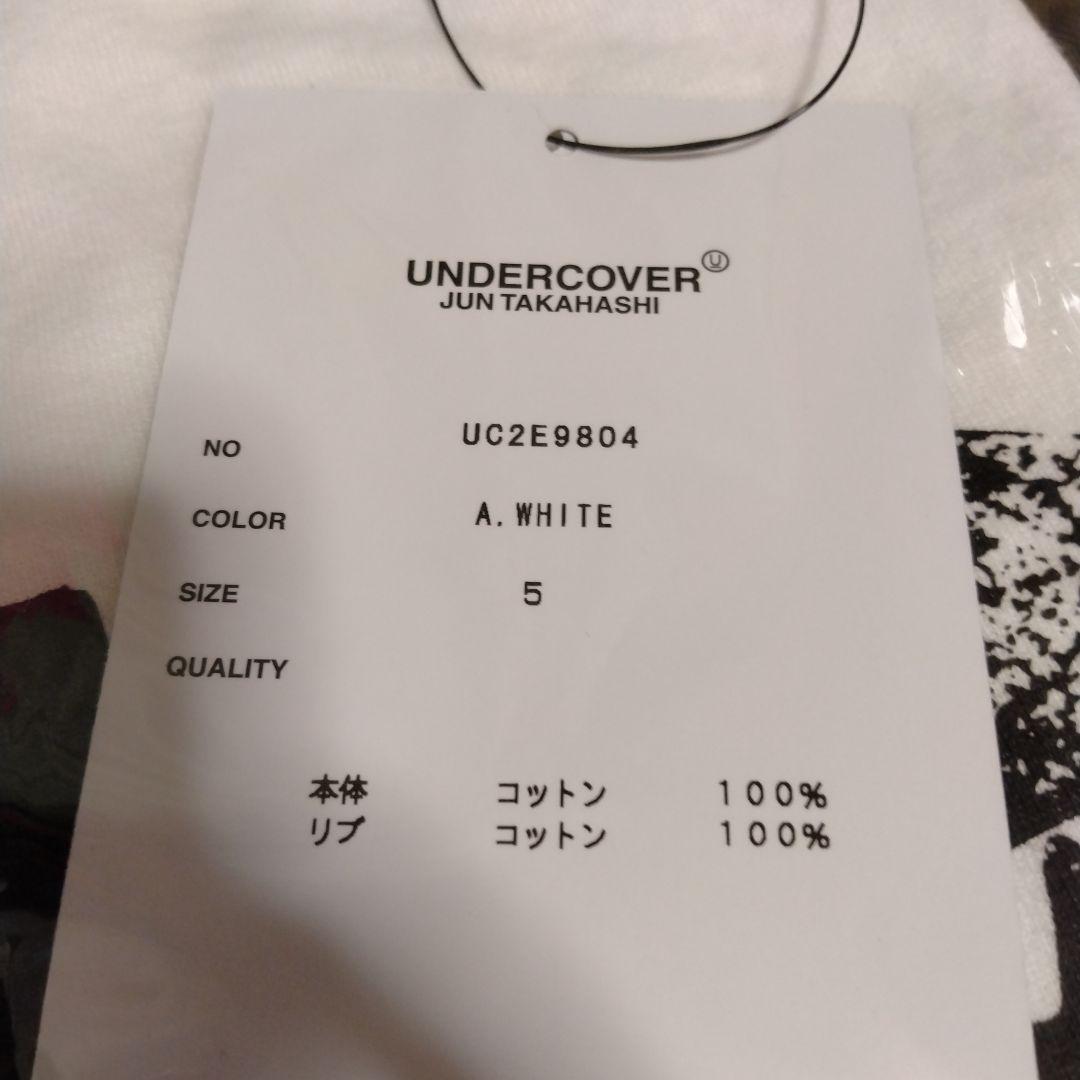 UNDERCOVER Ⓤ
JUN TAKAHASHI
NO UC2E9804
COLOR A.WHITE
SIZE 5
QUALITY
本体 コットン 100%
リブ コットン 100%